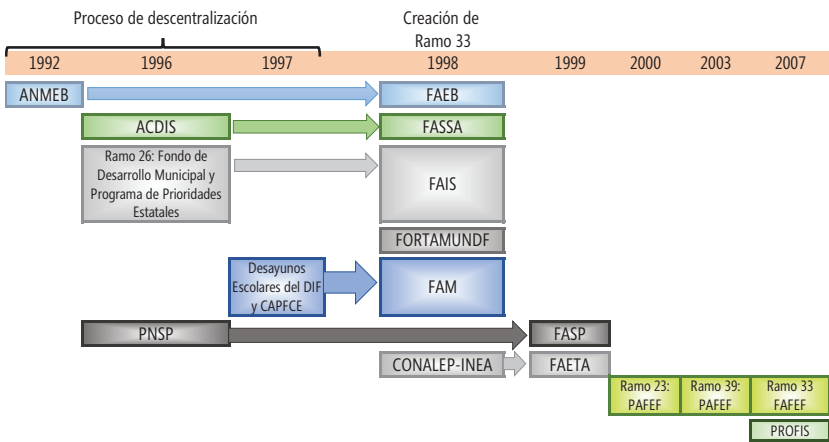 Proceso de descentralización
Creación de
Ramo 33
1992 1996 1997 1998 1999 2000 2003 2007
ANMEB FAEB
ACDIS FASSA
Ramo 26: Fondo de
Desarrollo Municipal y
Programa de Prioridades
Estatales
FAIS
FORTAMUNDF
Desayunos
Escolares del DIF
y CAPFCE
FAM
PNSP FASP
CONALEP-INEA FAETA
Ramo 23:
PAFEF
Ramo 39:
PAFEF
Ramo 33
FAFEF
PROFIS